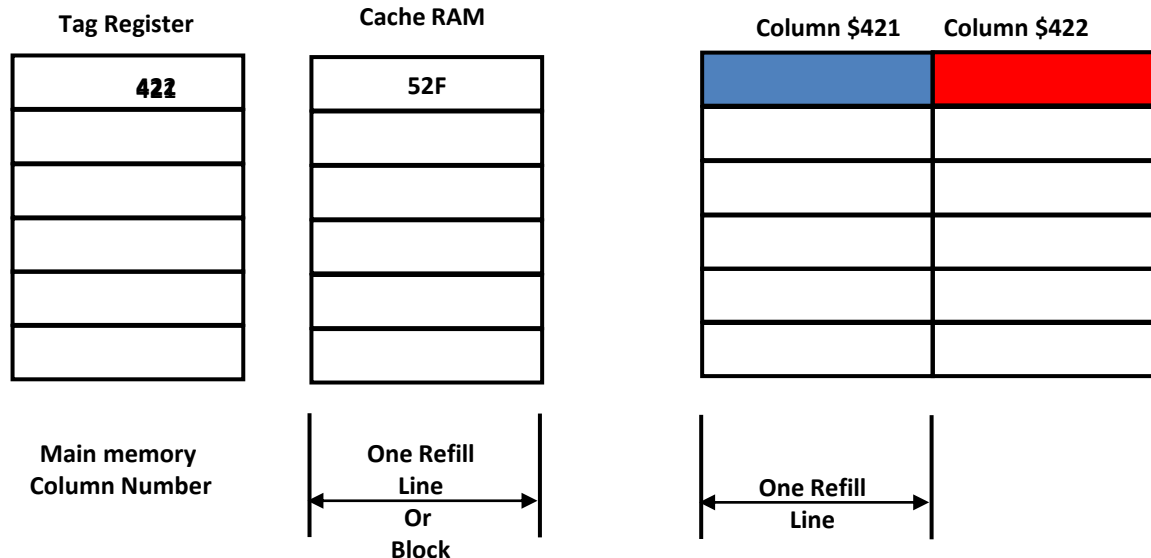 Tag Register
Cache RAM
Column $421
Column $422
52F
Main memory
Column Number
One Refill
Line
Or
Block
One Refill
Line